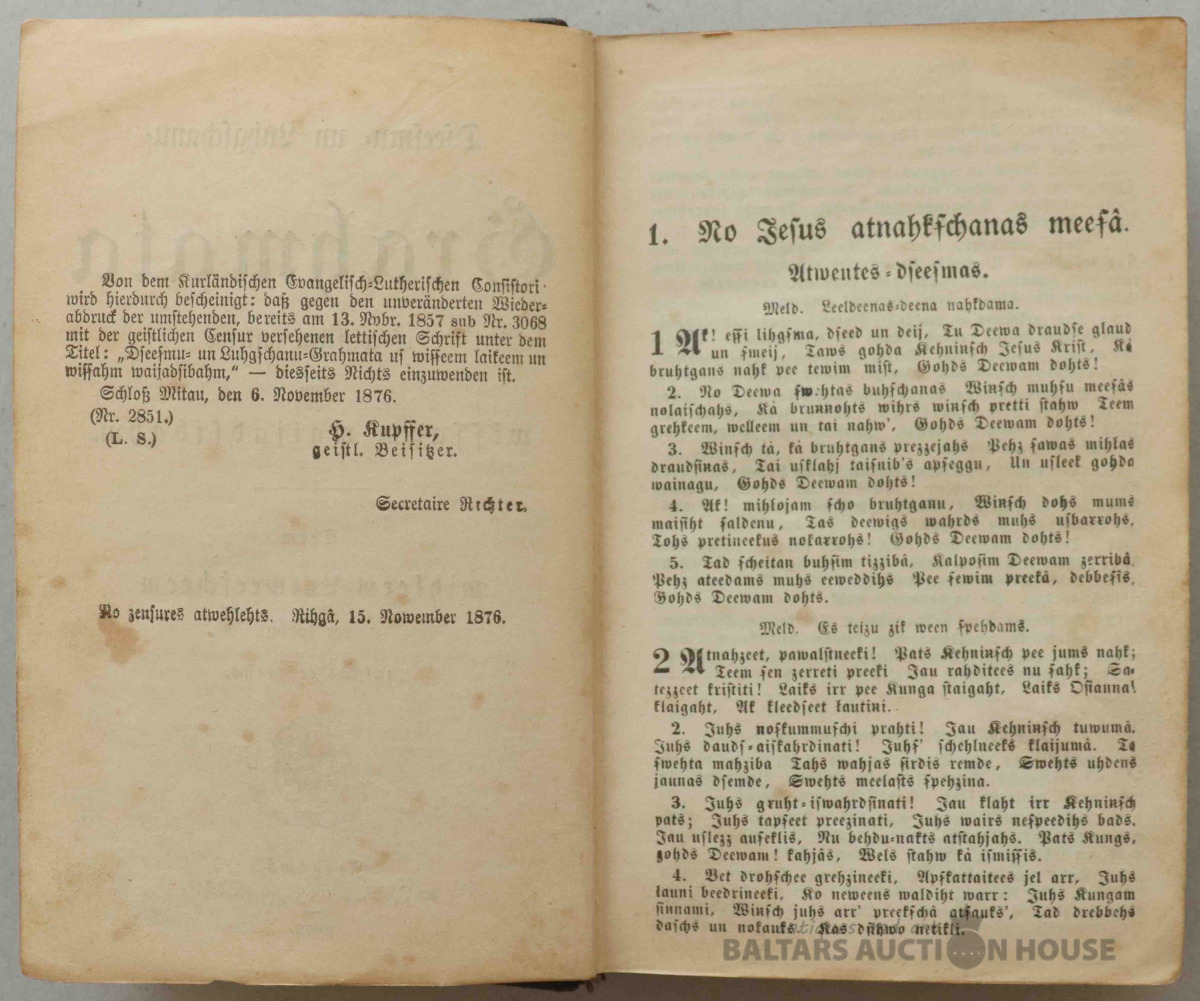 Von dem Kurländischen Evangelisch-Lutherischen Consistori
wird hierdurch bescheinigt: daß gegen den unveränderten Wieder-
abdruck der umstehenden, bereits am 13. Novbr. 1857 sub Nr. 3068
mit der geistlichen Censur versehenen lettischen Schrift unter dem
Titel: „Dseesmu- un Luhgschanu-Grahmata us wisseem laikeem un
wissahm waijadsibahm,“ — diesseits Nichts einzuwenden ist.
Schloß Mitau, den 6. November 1876.
(Nr. 2851.)
(L. S.)
H. Kupffer,
geistl. Beisitzer.
Secretaire Richter.
No zensures atwehlehts. Rihgâ, 15. Nowember 1876.
1. No Jesus atnahkschanas meesâ.
Atwentes-dseesmas.
Meld. Leeldeenas-deena nahkdama.
1 Ak! essi lihgsma, dseed un deij, Tu Deewa draudse glaud
un smeij, Taws gohda Kehninsch Jesus Krist, Kà
bruhtgans nahk pee tewim mist, Gohds Deewam dohts!
2. No Deewa swehtas buhschanas Winsch muhsu meesâs
nolaischahs, Kà brunnohts wihrs winsch pretti stahw Teem
grehkeem, welleem un tai nahw', Gohds Deewam dohts!
3. Winsch tà, kà bruhtgans prezzejahs Pehz sawas mihlas
draudsinas, Tai usklahj taisnib's apseggu, Un usleek gohda
wainagu, Gohds Deewam dohts!
4. Ak! mihlojam scho bruhtganu, Winsch dohs mums
maisiht saldenu, Tas deewigs wahrds muhs usbarrohs,
Tohs pretineekus nokarrohs! Gohds Deewam dohts!
5. Tad scheitan buhsim tizzibâ, Kalposim Deewam zerribâ,
Pehz ateedams muhs eeweddihs Pee sewim preekâ, debbesis,
Gohds Deewam dohts.
Meld. Es teizu zik ween spehdams.
2 Atnahzeet, pawalstneeki! Pats Kehninsch pee jums nahk;
Teem sen zerreti preeki Jau rahditees nu sahk; Sa-
tezzeet kristiti! Laiks irr pee Kunga staigaht, Laiks Osianna!
klaigaht, Ak kleedseet lautini.
2. Juhs noskummuschi prahti! Jau Kehninsch tuwumâ.
Juhs dauds-aiskahrdinati! Juhs' schehlneeks klaijumâ. Ta
swehta mahziba Tahs wahjas sirdis remde, Swehts uhdens
jaunas dsemde, Swehts meelasts spehzina.
3. Juhs gruht-iswahrdsinati! Jau klaht irr Kehninsch
pats; Juhs tapseet preezinati, Juhs wairs nespeedihs bads.
Jau uslezz auseklis, Nu behdu-nakts atstahjahs. Pats Kungs,
gohds Deewam! kahjâs, Wels stahw kà ismissis.
4. Bet drohschee grehzineeki, Apskattaitees jel arr, Juhs
launi beedrineeki, Ko neweens waldiht warr: Juhs Kungam
sinnami, Winsch juhs arr' preekschâ atsauks', Tad drebbehs
daschs un nokauks. Kas dsihwo netikli.
BALTARS AUCTION HOUSE